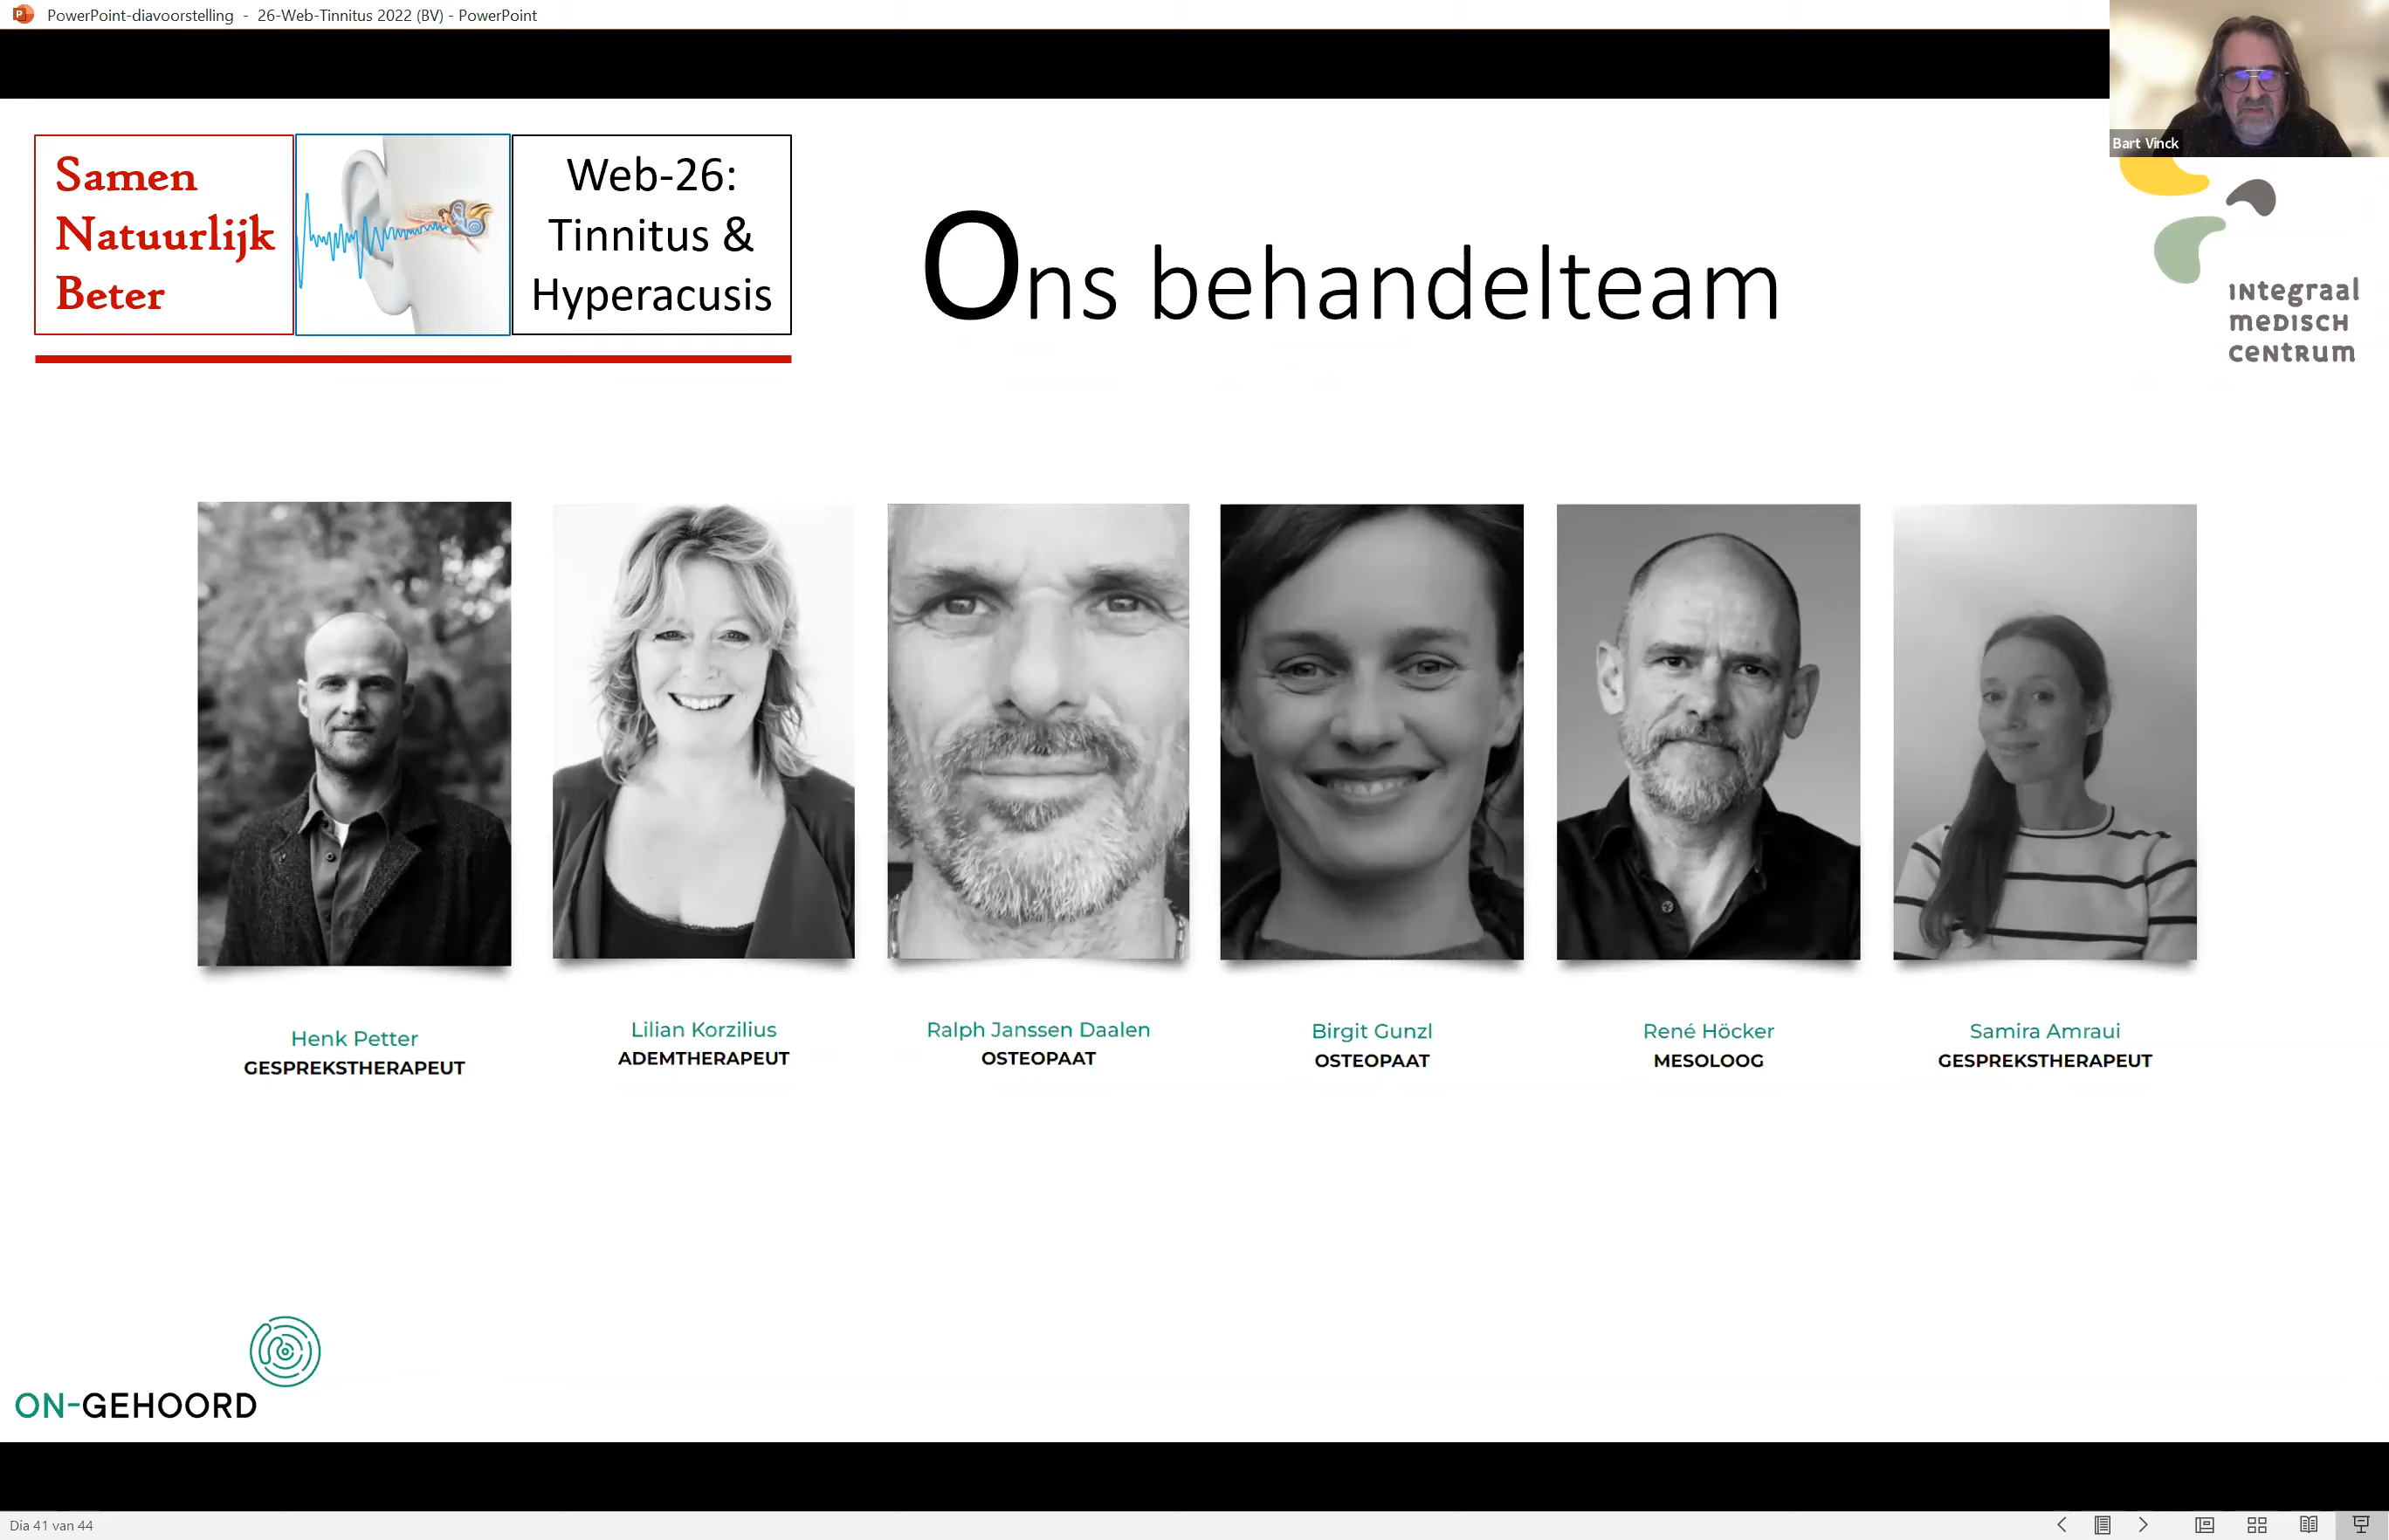 PowerPoint-diavoorstelling - 26-Web-Tinnitus 2022 (BV) - PowerPoint
Bart Vinck
Samen
Natuurlijk
Beter
Web-26:
Tinnitus &
Hyperacusis
Ons behandelteam
integraal
medisch
centrum
Henk Petter
GESPREKSTHERAPEUT
Lilian Korzilius
ADEMTHERAPEUT
Ralph Janssen Daalen
OSTEOPAAT
Birgit Gunzl
OSTEOPAAT
René Höcker
MESOLOOG
Samira Amraui
GESPREKSTHERAPEUT
ON-GEHOORD
Dia 41 van 44